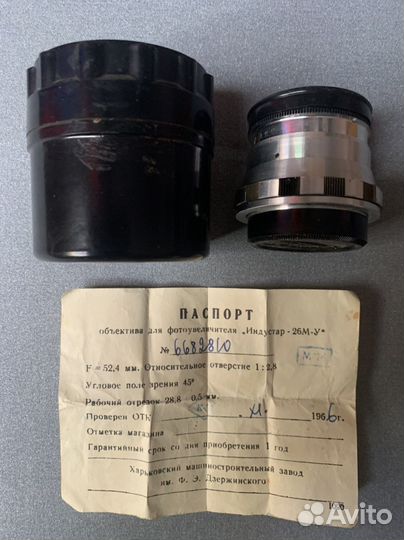 ПАСПОРТ
объектива для фотоувеличителя „Индустар-26М-У"
№ 6682810
F = 52,4 мм. Относительное отверстие 1 : 2,8
Угловое поле зрения 45°
Рабочий отрезок 28,8 — 0,5 мм.
Проверен ОТК 1966 г.
Отметка магазина
Гарантийный срок со дня приобретения 1 год
Харьковский машиностроительный завод
им. Ф. Э. Дзержинского
Avito